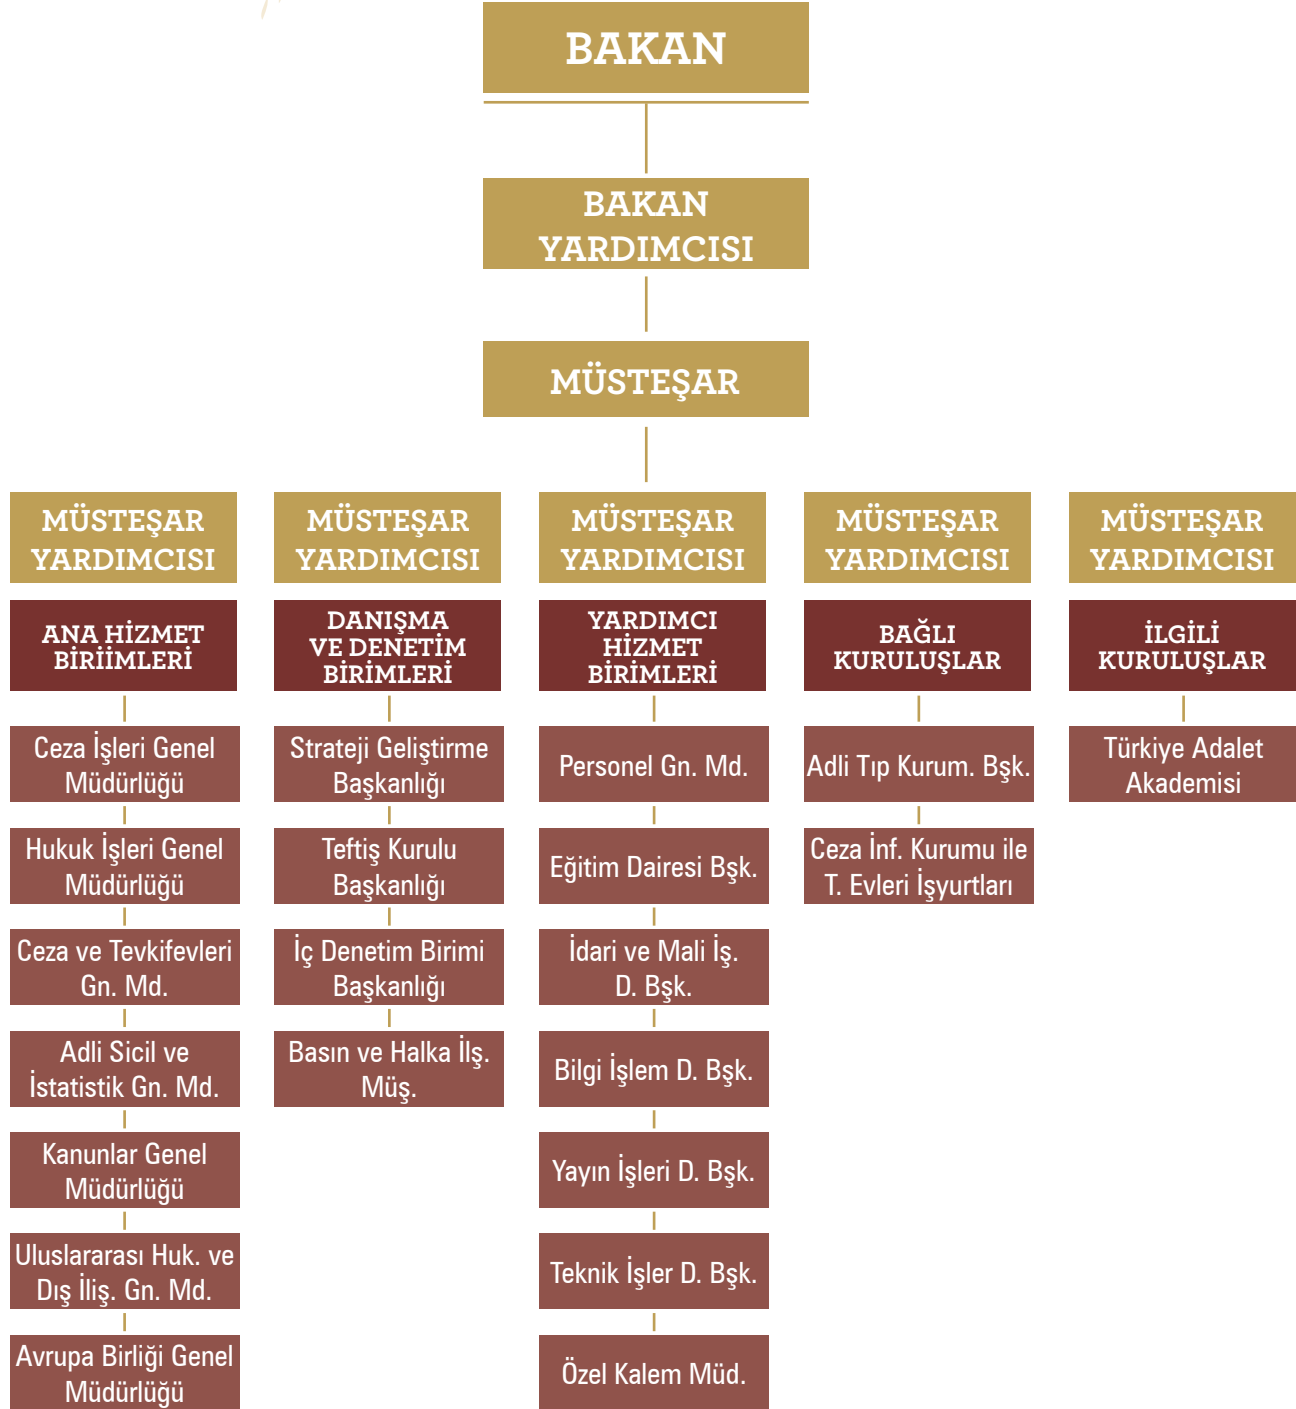 BAKAN
BAKAN
YARDIMCISI
MÜSTEŞAR
MÜSTEŞAR
YARDIMCISI
ANA HİZMET
BİRİİMLERİ
Ceza İşleri Genel
Müdürlüğü
Hukuk İşleri Genel
Müdürlüğü
Ceza ve Tevkifevleri
Gn. Md.
Adli Sicil ve
İstatistik Gn. Md.
Kanunlar Genel
Müdürlüğü
Uluslararası Huk. ve
Dış İliş. Gn. Md.
Avrupa Birliği Genel
Müdürlüğü
MÜSTEŞAR
YARDIMCISI
DANIŞMA
VE DENETİM
BİRİMLERİ
Strateji Geliştirme
Başkanlığı
Teftiş Kurulu
Başkanlığı
İç Denetim Birimi
Başkanlığı
Basın ve Halka İlş.
Müş.
MÜSTEŞAR
YARDIMCISI
YARDIMCI
HİZMET
BİRİMLERİ
Personel Gn. Md.
Eğitim Dairesi Bşk.
İdari ve Mali İş.
D. Bşk.
Bilgi İşlem D. Bşk.
Yayın İşleri D. Bşk.
Teknik İşler D. Bşk.
Özel Kalem Müd.
MÜSTEŞAR
YARDIMCISI
BAĞLI
KURULUŞLAR
Adli Tıp Kurum. Bşk.
Ceza İnf. Kurumu ile
T. Evleri İşyurtları
MÜSTEŞAR
YARDIMCISI
İLGİLİ
KURULUŞLAR
Türkiye Adalet
Akademisi